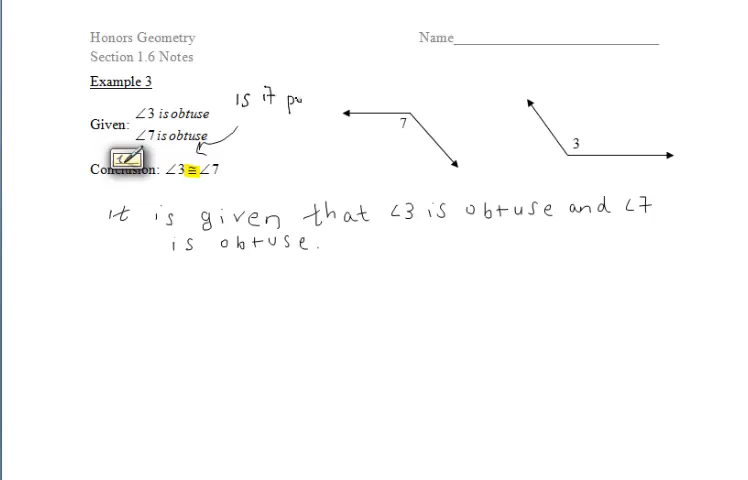 Honors Geometry Name
Section 1.6 Notes
Example 3
Is it
Given: ∠3 is obtuse
∠7 is obtuse
Conclusion: ∠3 ≅ ∠7
7
3
It is given that ∠3 is obtuse and ∠7
is obtuse.